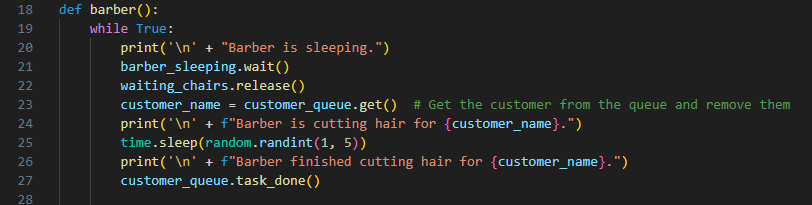 18 def barber():
19     while True:
20         print('\n' + "Barber is sleeping.")
21         barber_sleeping.wait()
22         waiting_chairs.release()
23         customer_name = customer_queue.get()  # Get the customer from the queue and remove them
24         print('\n' + f"Barber is cutting hair for {customer_name}.")
25         time.sleep(random.randint(1, 5))
26         print('\n' + f"Barber finished cutting hair for {customer_name}.")
27         customer_queue.task_done()
28